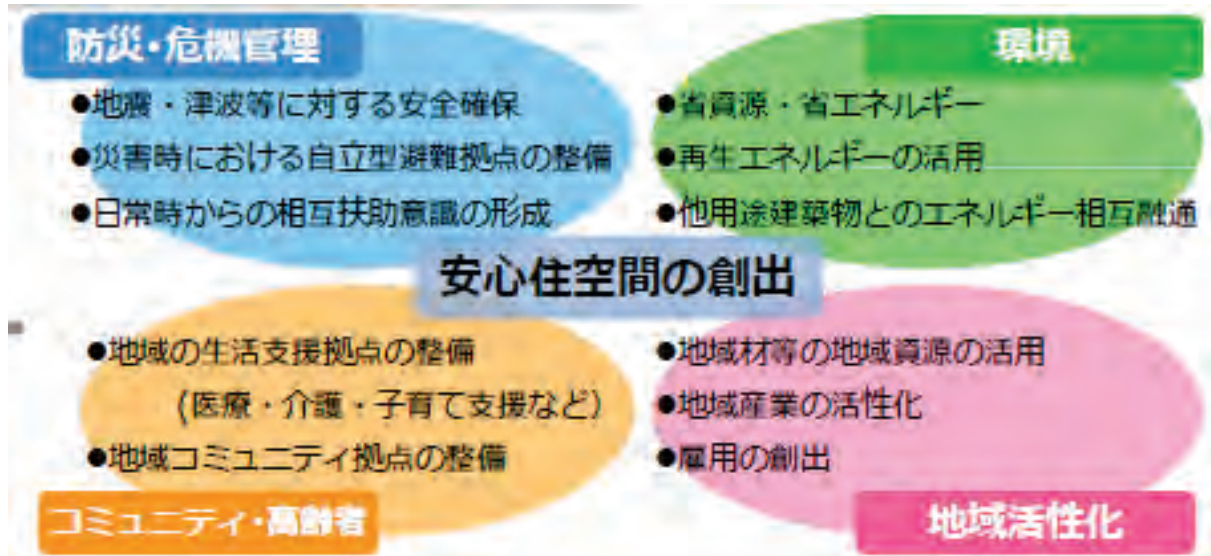 防災・危機管理
●地震・津波等に対する安全確保
●災害時における自立型避難拠点の整備
●日常時からの相互扶助意識の形成
環境
●省資源・省エネルギー
●再生エネルギーの活用
●他用途建築物とのエネルギー相互融通
安心住空間の創出
●地域の生活支援拠点の整備
(医療・介護・子育て支援など)
●地域コミュニティ拠点の整備
コミュニティ・高齢者
●地域材等の地域資源の活用
●地域産業の活性化
●雇用の創出
地域活性化